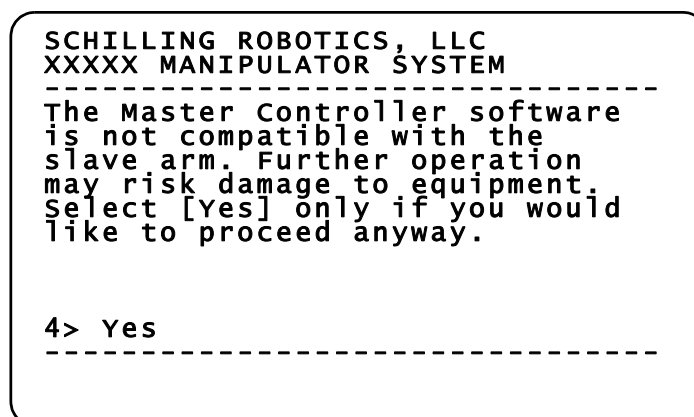 SCHILLING ROBOTICS, LLC
XXXXX MANIPULATOR SYSTEM
--------------------------------
The Master Controller software
is not compatible with the
slave arm. Further operation
may risk damage to equipment.
Select [Yes] only if you would
like to proceed anyway.
4> Yes
--------------------------------